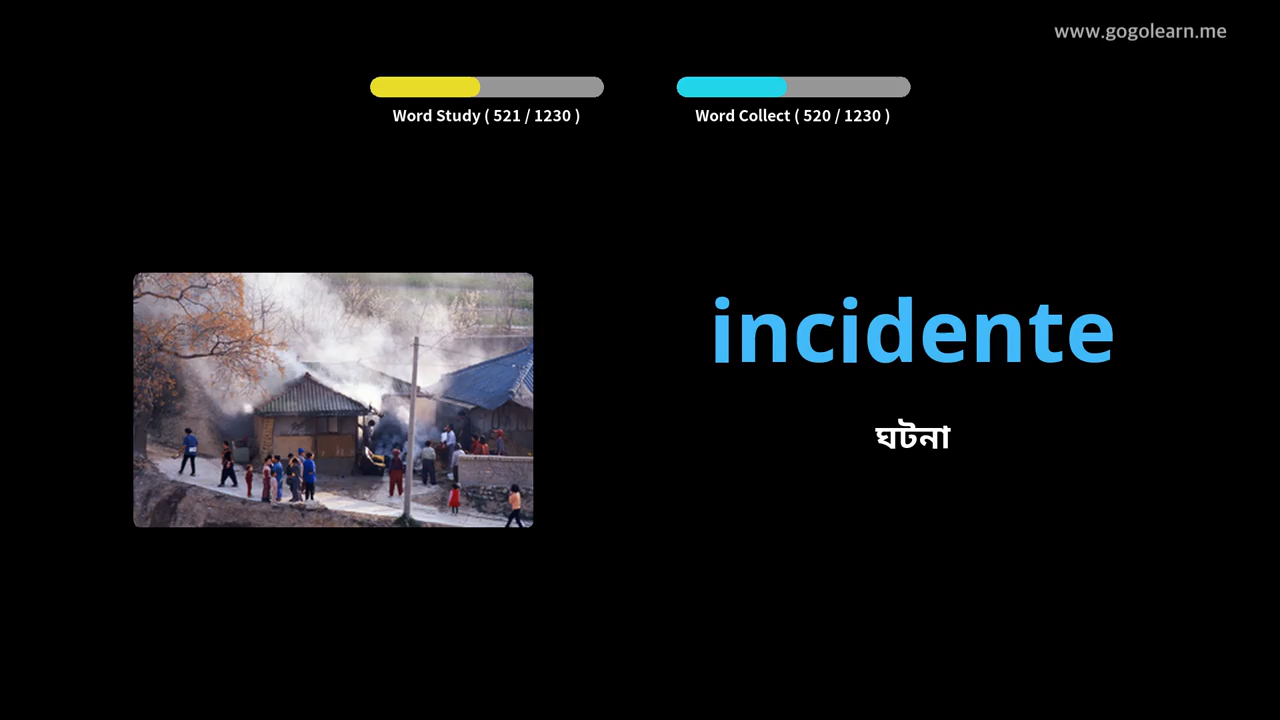 www.gogolearn.me
Word Study ( 521 / 1230 )
Word Collect ( 520 / 1230 )
incidente
ঘটনা